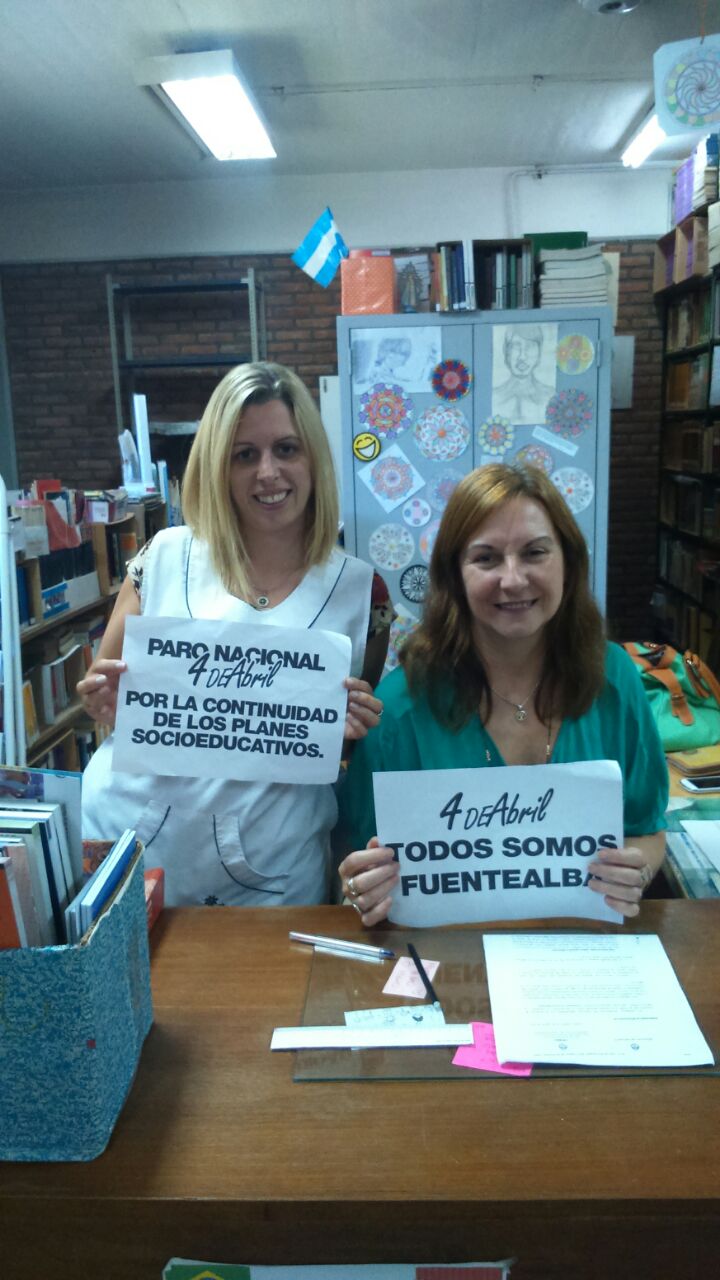 PARO NACIONAL
4 DE Abril
POR LA CONTINUIDAD
DE LOS PLANES
SOCIOEDUCATIVOS.
4 DE Abril
TODOS SOMOS
FUENTEALBA